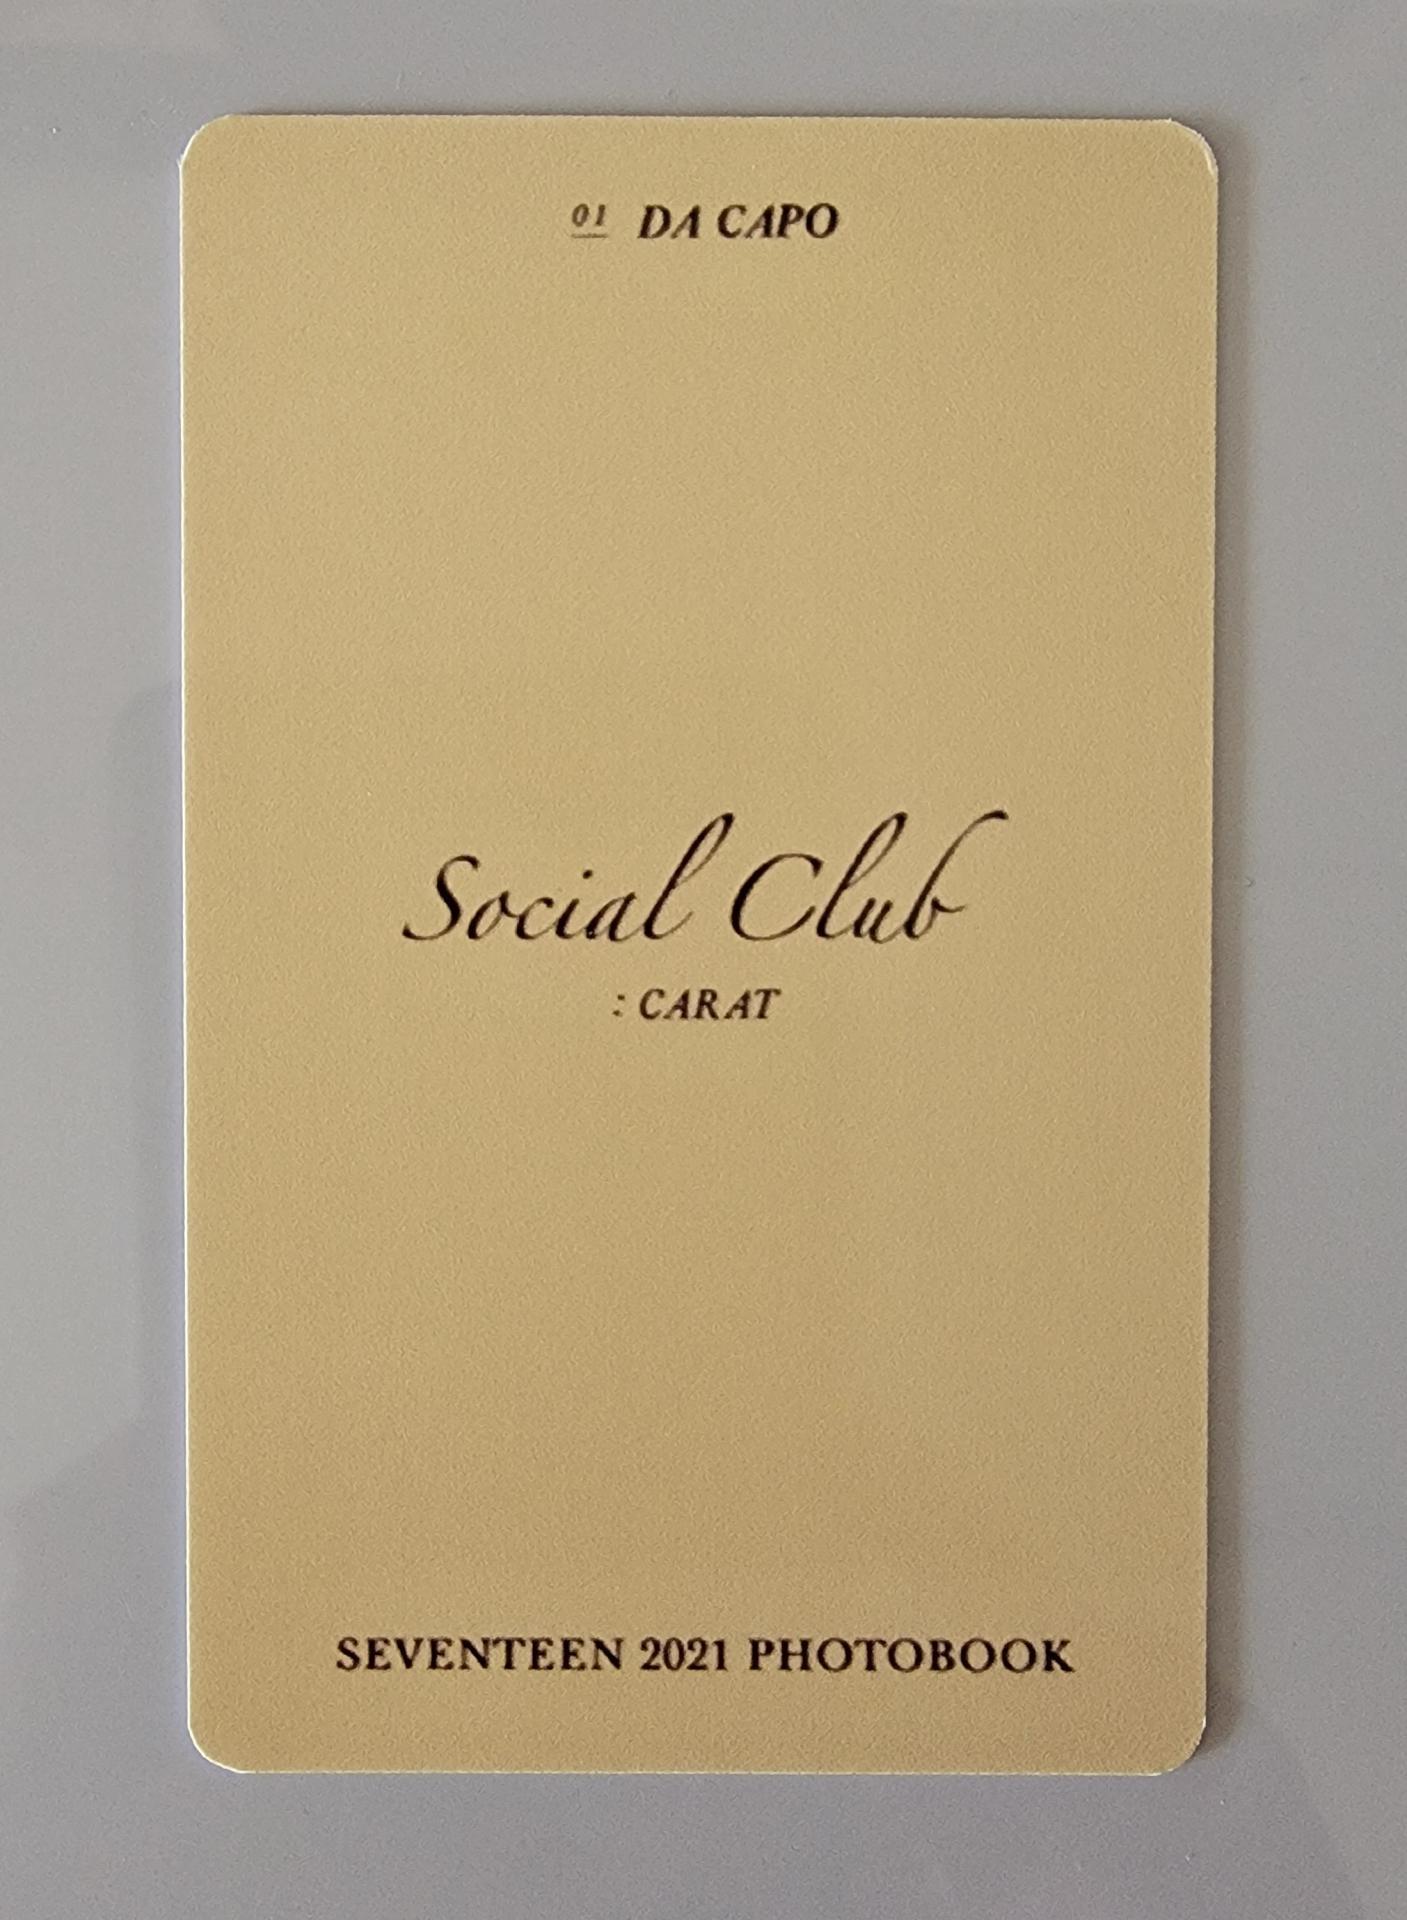 01 DA CAPO
Social Club
: CARAT
SEVENTEEN 2021 PHOTOBOOK